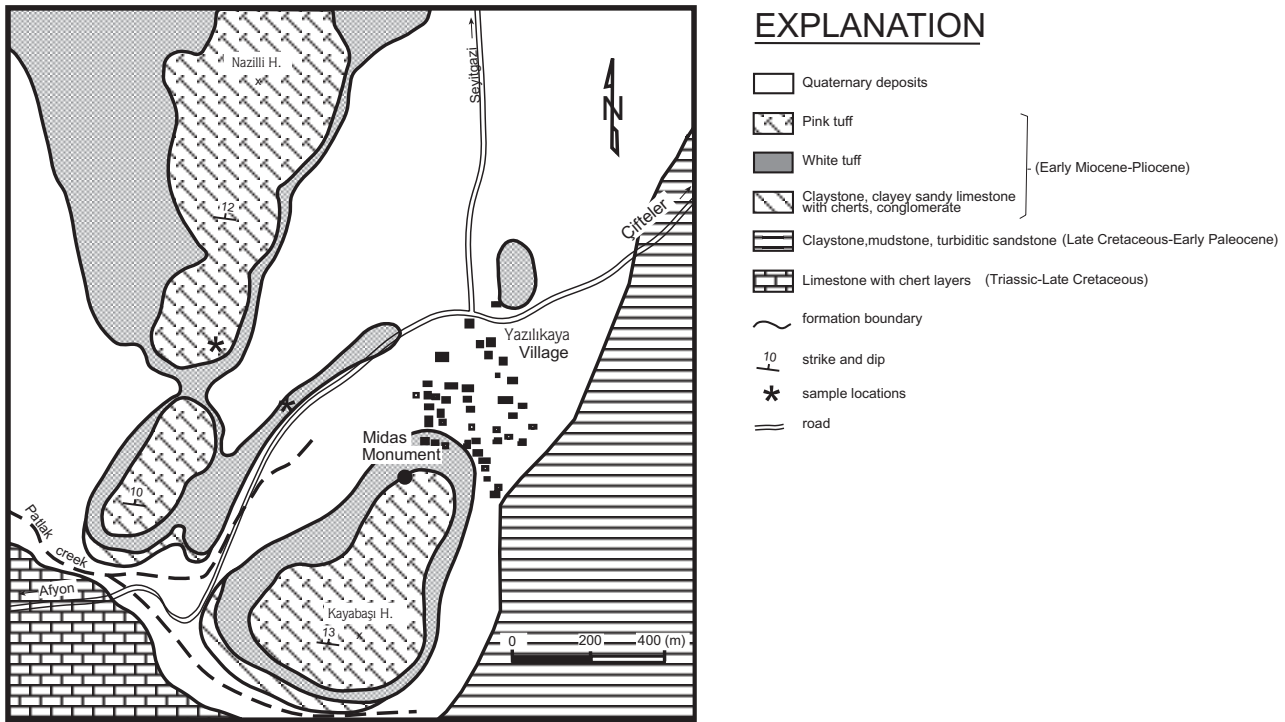 EXPLANATION
Nazilli H.
x
Seyitgazi
N
Quaternary deposits
Pink tuff
White tuff
(Early Miocene-Pliocene)
Claystone, clayey sandy limestone
with cherts, conglomerate
12
Çifteler
Claystone,mudstone, turbiditic sandstone (Late Cretaceous-Early Paleocene)
Limestone with chert layers (Triassic-Late Cretaceous)
formation boundary
10
strike and dip
sample locations
road
Yazılıkaya
Village
Midas
Monument
10
Patlak
creek
Afyon
Kayabaşı H.
13
x
0 200 400 (m)